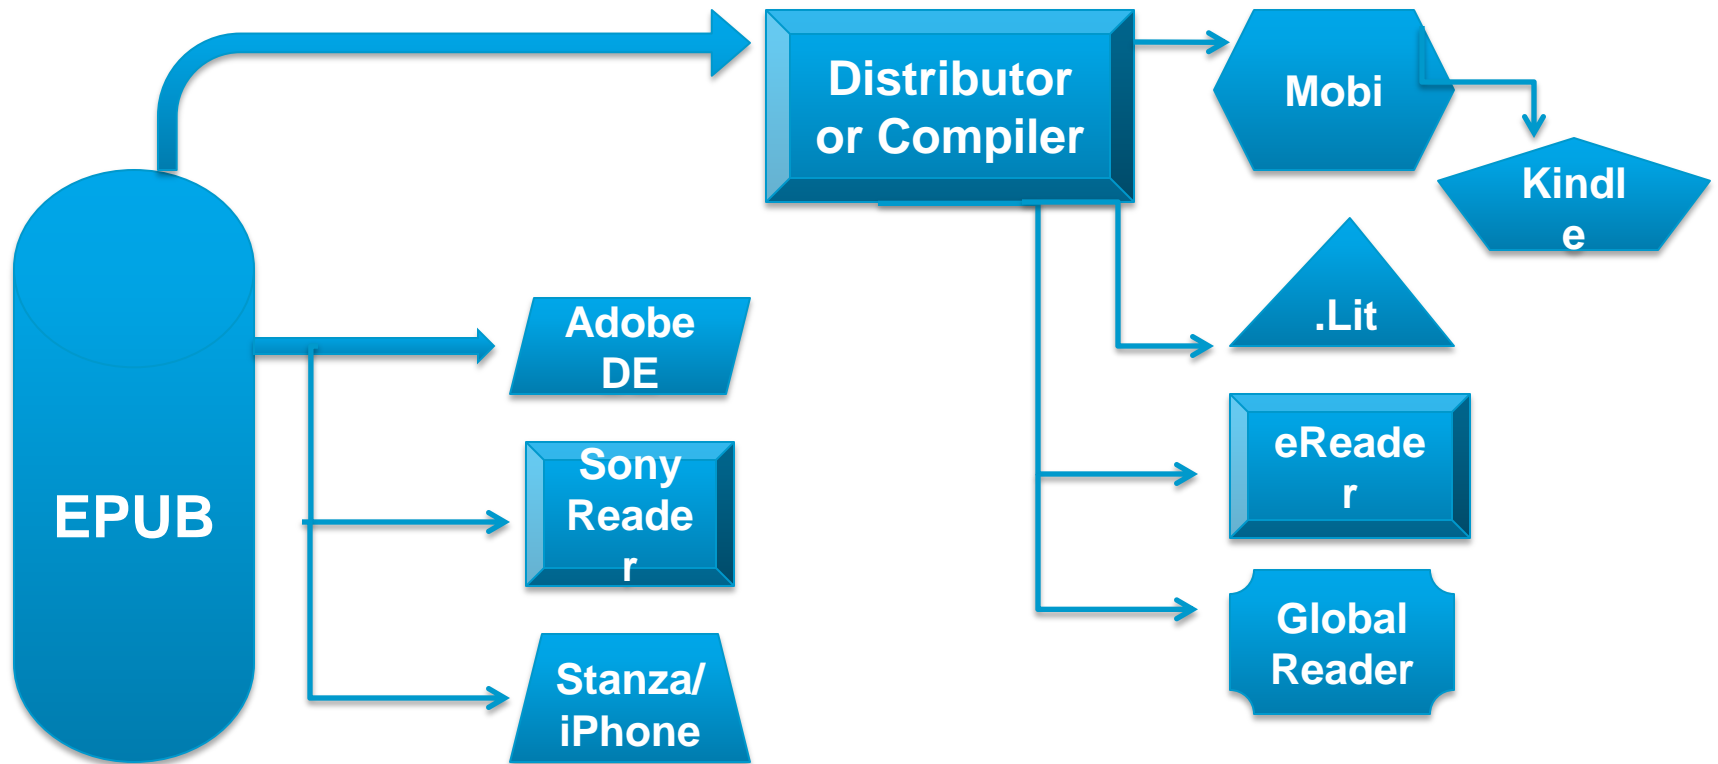 Distributor
or Compiler
Mobi
Kindl
e
.Lit
Adobe
DE
eReade
r
Sony
Reade
r
EPUB
Global
Reader
Stanza/
iPhone